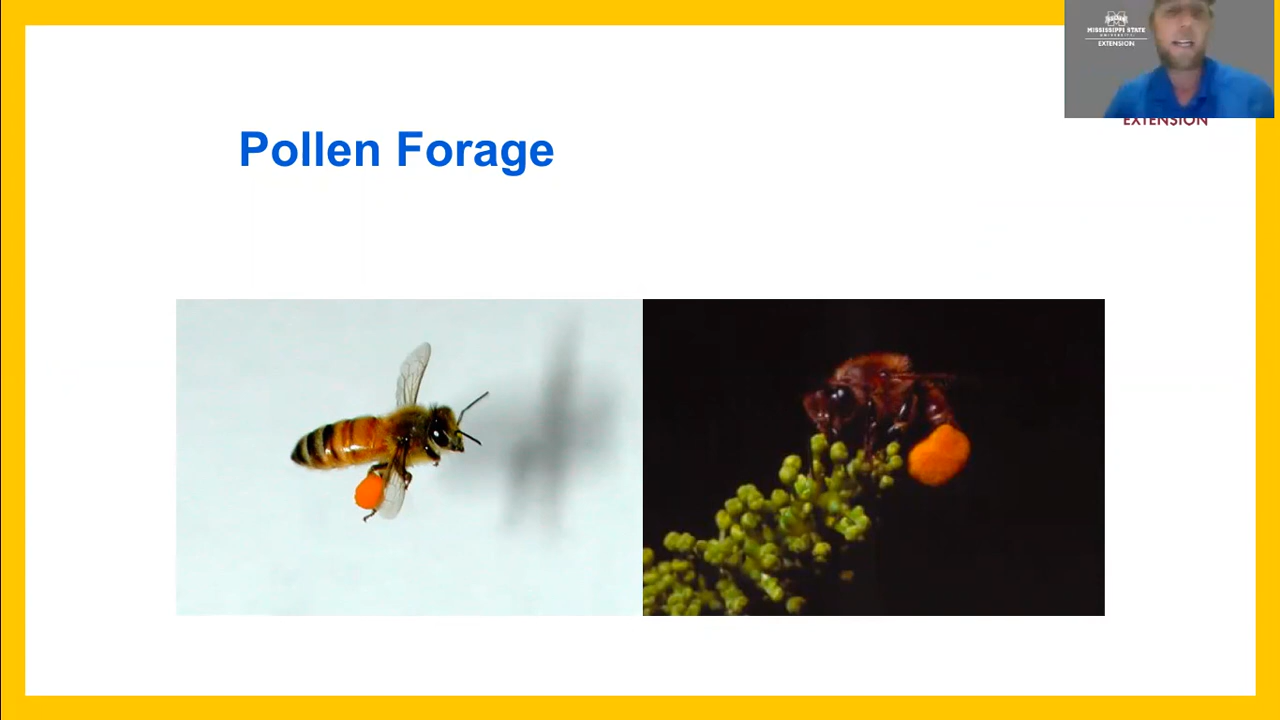 MISSISSIPPI STATE
UNIVERSITY
EXTENSION
EXTENSION
Pollen Forage